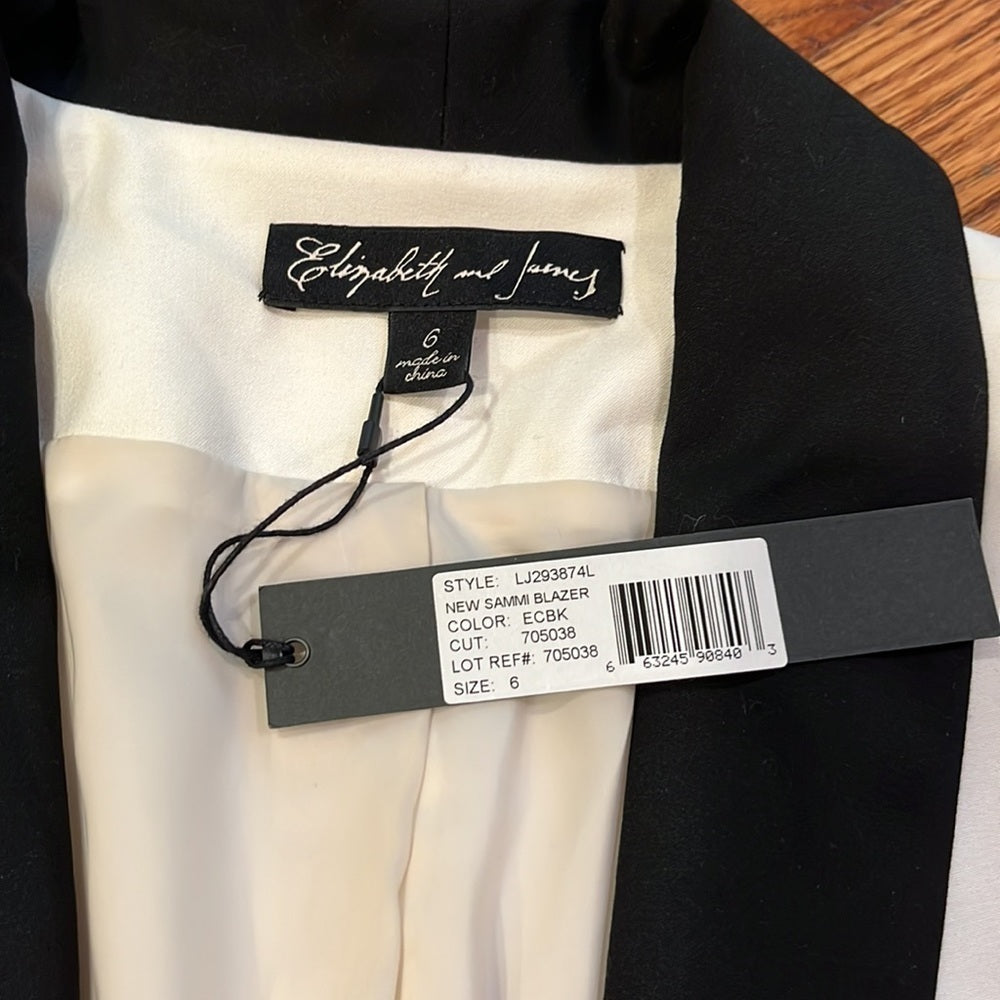 Elizabeth and James
6
made in
china
STYLE: LJ293874L
NEW SAMMI BLAZER
COLOR: ECBK
CUT: 705038
LOT REF#: 705038
SIZE: 6
6 63245 90840 3